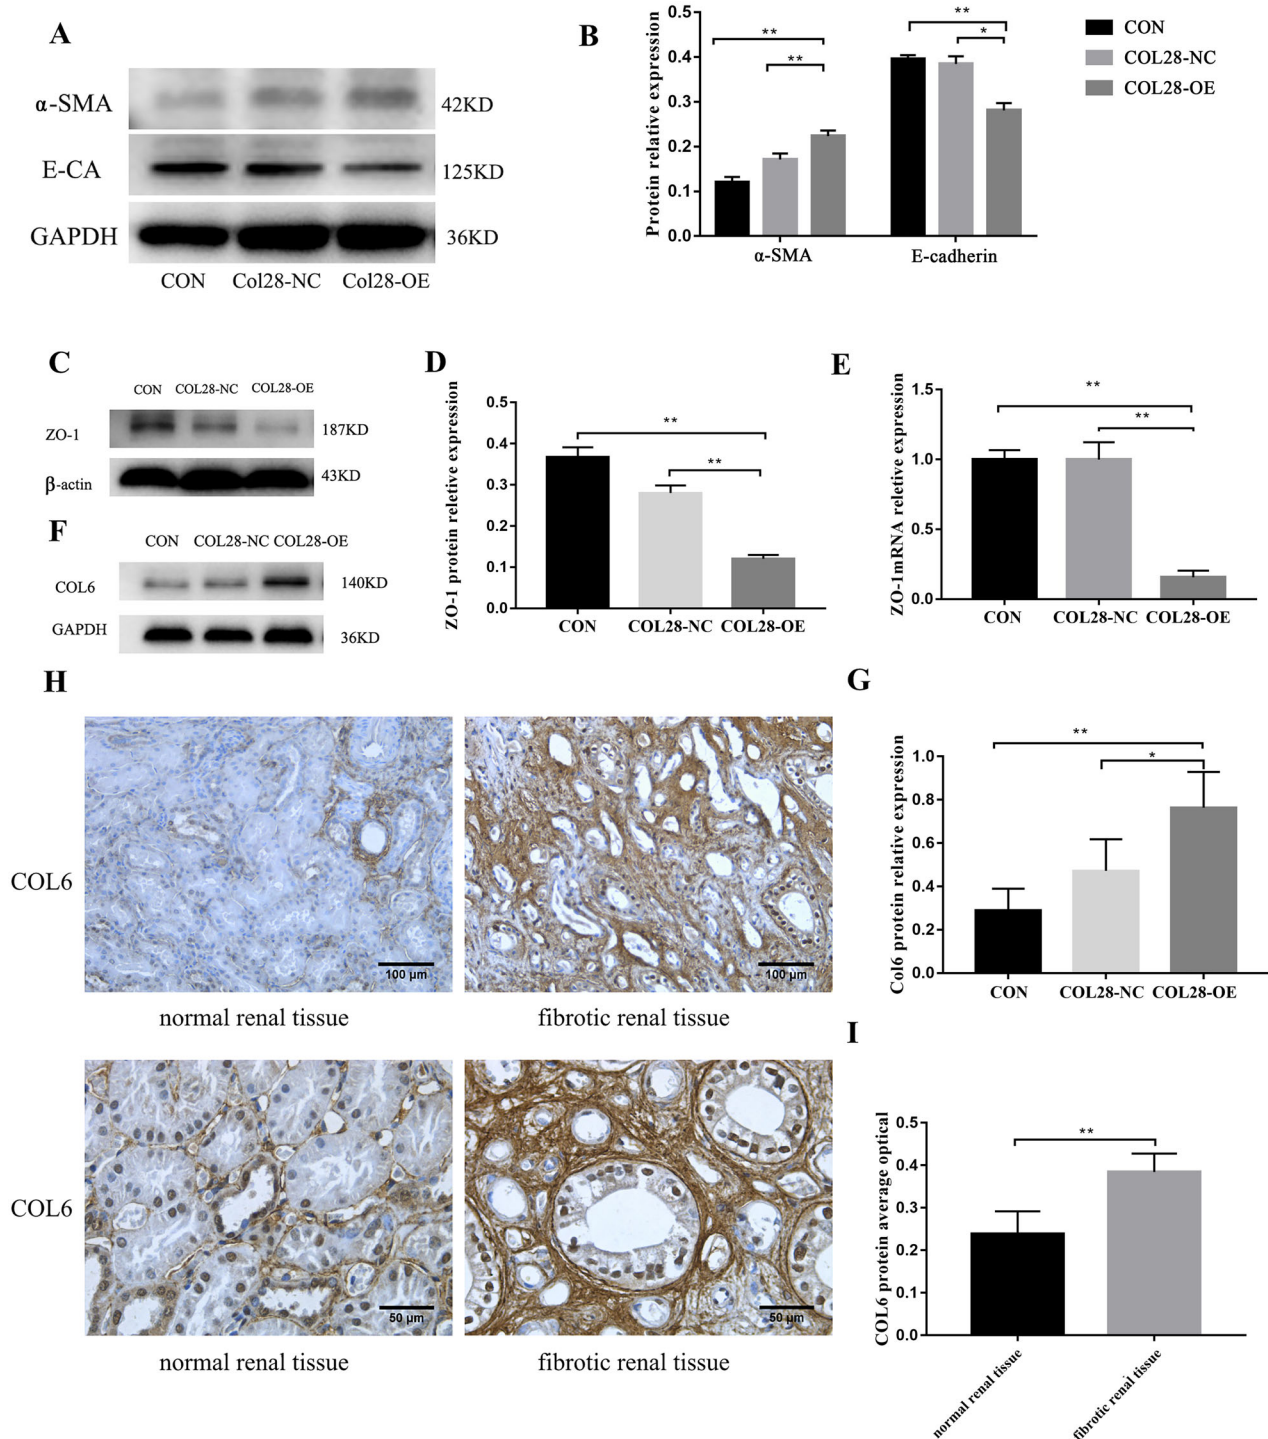 A
α-SMA
42KD
E-CA
125KD
GAPDH
36KD
CON Col28-NC Col28-OE
B
Protein relative expression
0.5
0.4
0.3
0.2
0.1
0.0
**
**
**
*
α-SMA
E-cadherin
CON
COL28-NC
COL28-OE
C
CON COL28-NC COL28-OE
ZO-1
187KD
β-actin
43KD
D
ZO-1 protein reletive expression
0.5
0.4
0.3
0.2
0.1
0.0
**
**
CON COL28-NC COL28-OE
E
ZO-1mRNA reletive expression
1.5
1.0
0.5
0.0
**
**
CON COL28-NC COL28-OE
F
CON COL28-NC COL28-OE
COL6
140KD
GAPDH
36KD
H
COL6
100 μm
100 μm
normal renal tissue
fibrotic renal tissue
COL6
50 μm
50 μm
normal renal tissue
fibrotic renal tissue
G
Col6 protein relative expression
1.0
0.8
0.6
0.4
0.2
0.0
**
*
CON COL28-NC COL28-OE
I
COL6 protein average optical
0.5
0.4
0.3
0.2
0.1
0.0
**
normal renal tissue
fibrotic renal tissue